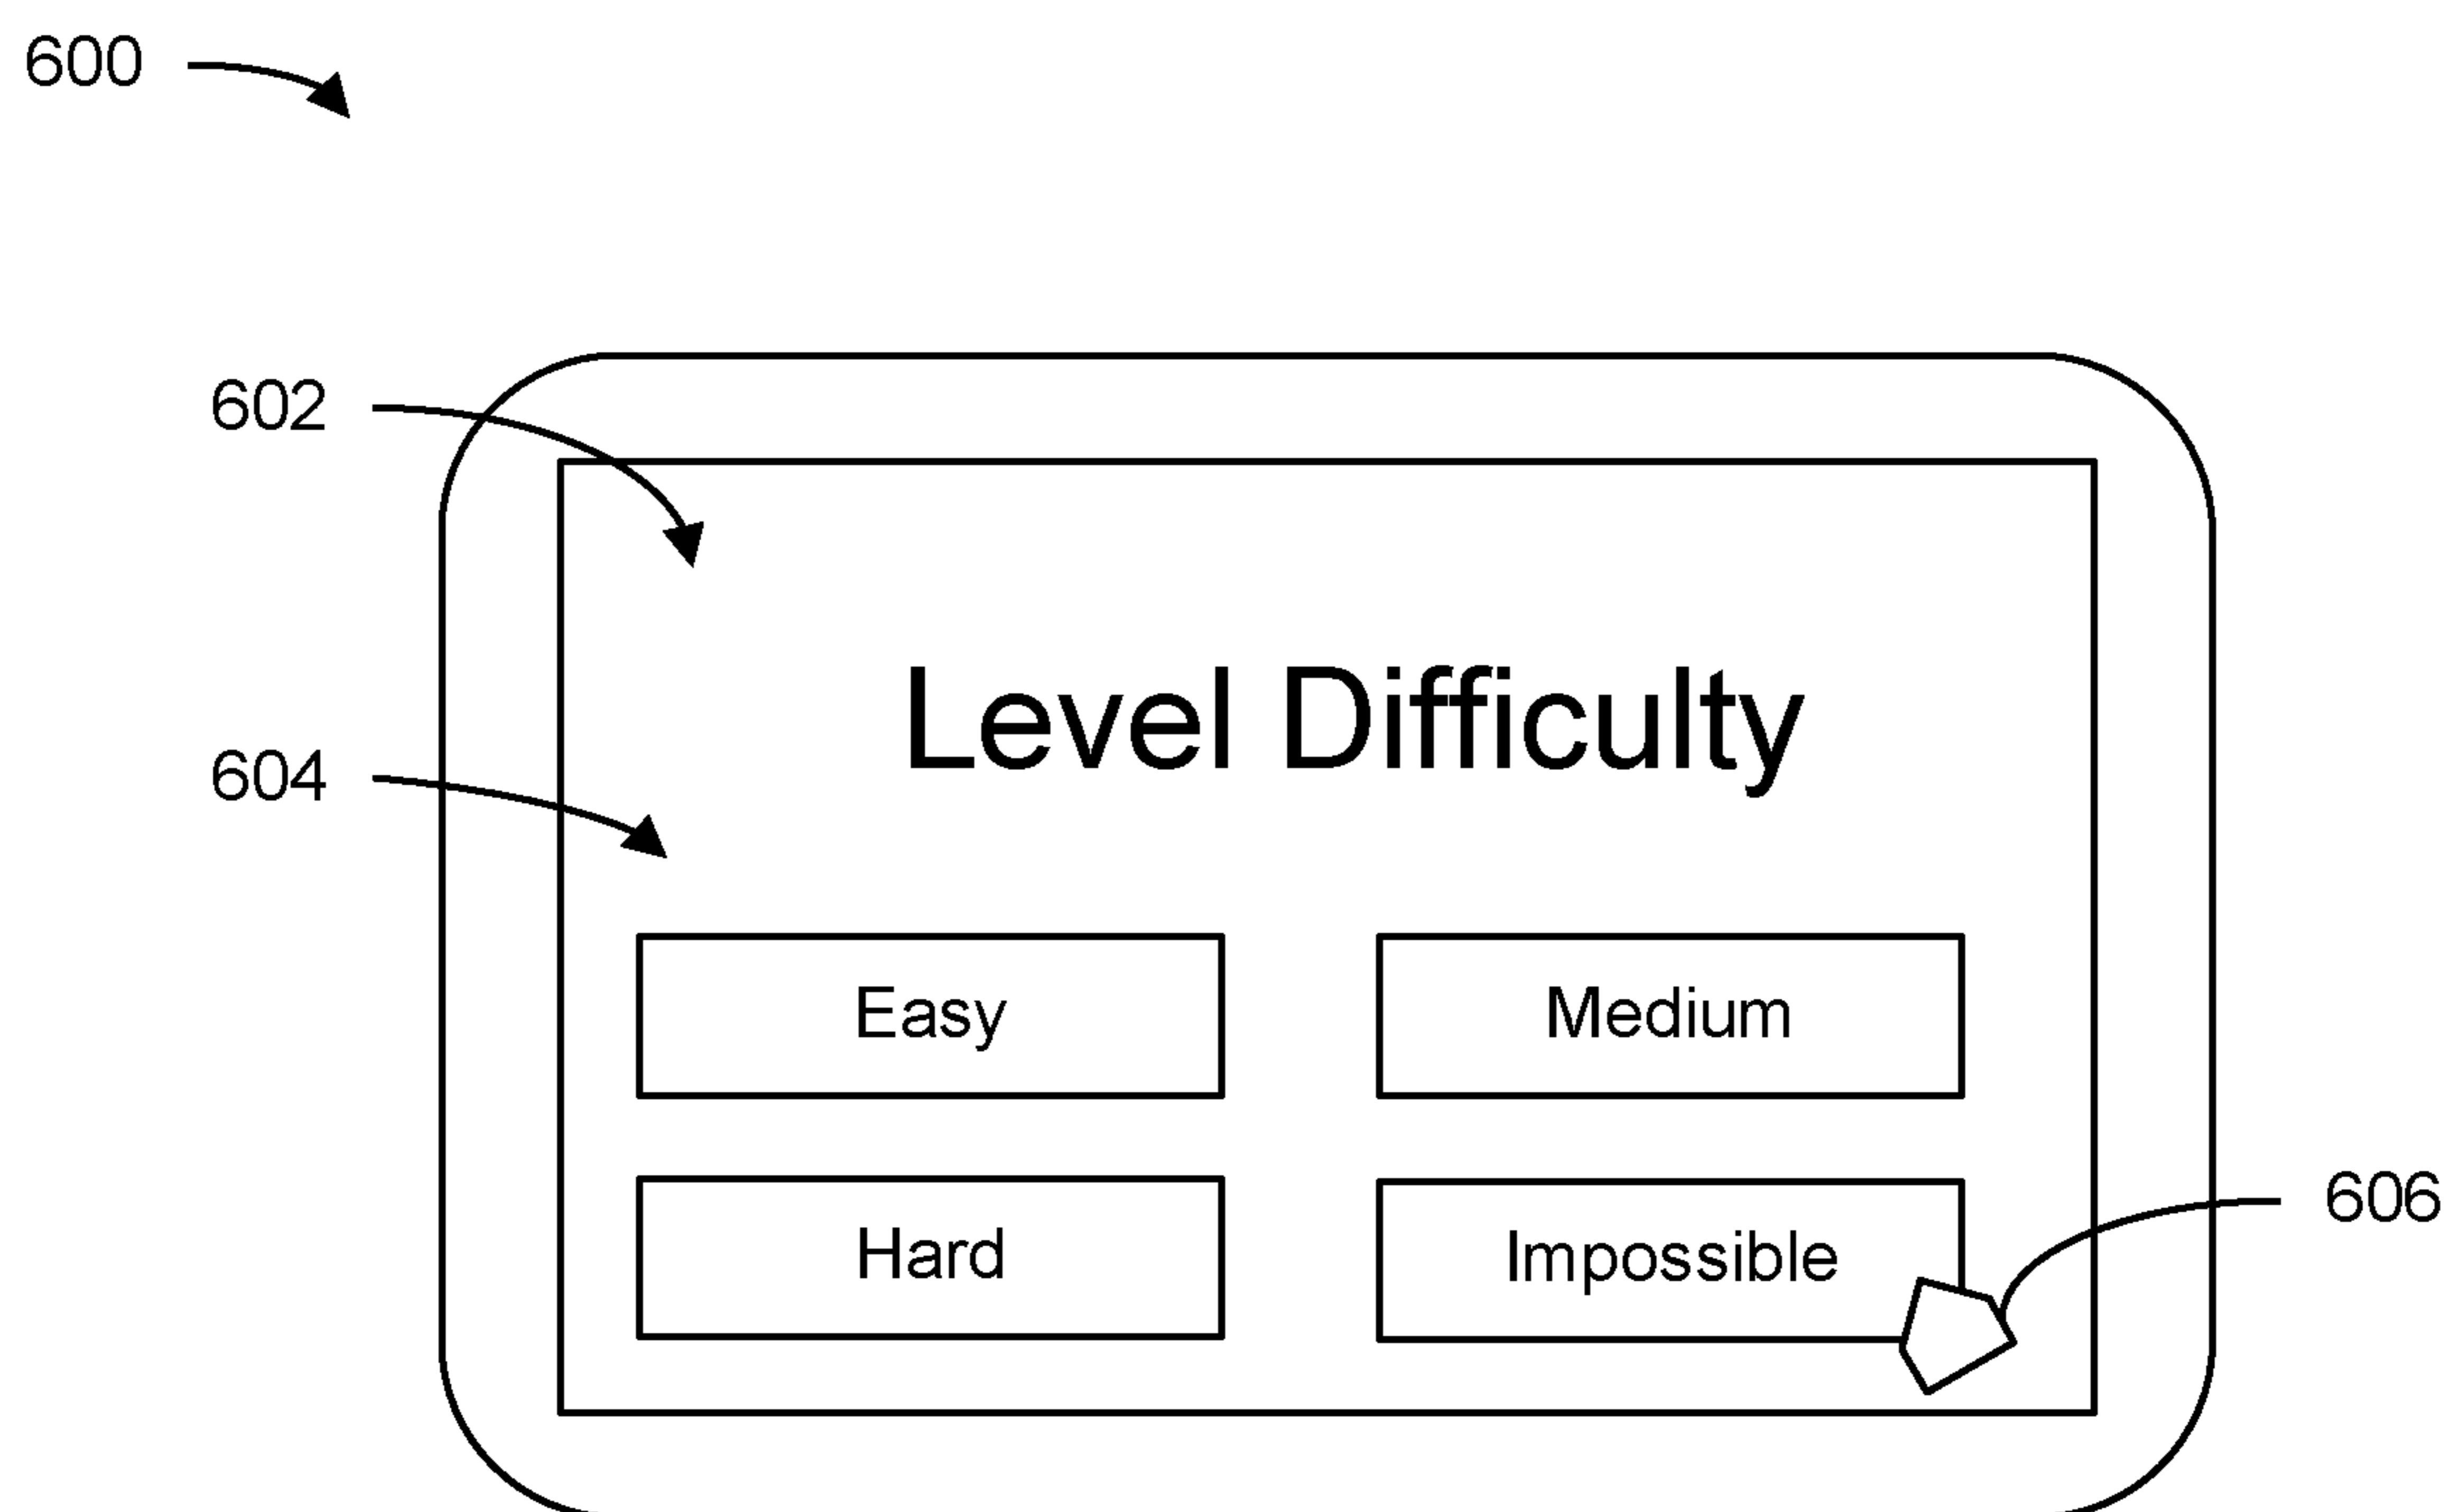 600
602
Level Difficulty
604
Easy
Medium
Hard
Impossible
606